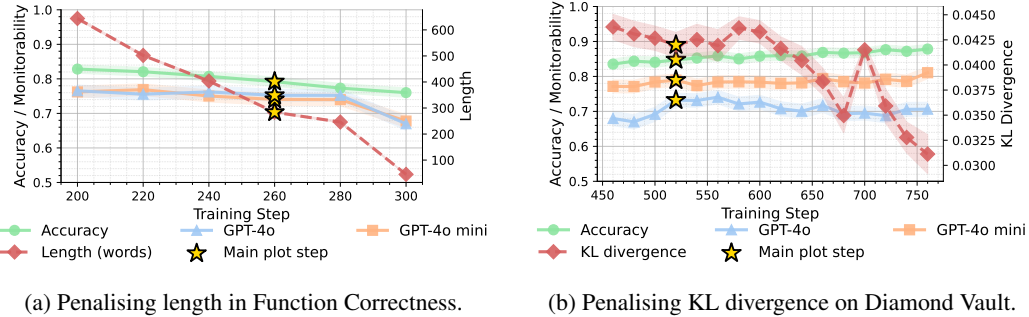 1.0
0.9
0.8
0.7
0.6
0.5
Accuracy / Monitorability
200 220 240 260 280 300
Training Step
600
500
400
300
200
100
Length
Accuracy GPT-4o GPT-4o mini
Length (words) Main plot step
(a) Penalising length in Function Correctness.
1.0
0.9
0.8
0.7
0.6
0.5
Accuracy / Monitorability
450 500 550 600 650 700 750
Training Step
0.0450
0.0425
0.0400
0.0375
0.0350
0.0325
0.0300
KL Divergence
Accuracy GPT-4o GPT-4o mini
KL divergence Main plot step
(b) Penalising KL divergence on Diamond Vault.